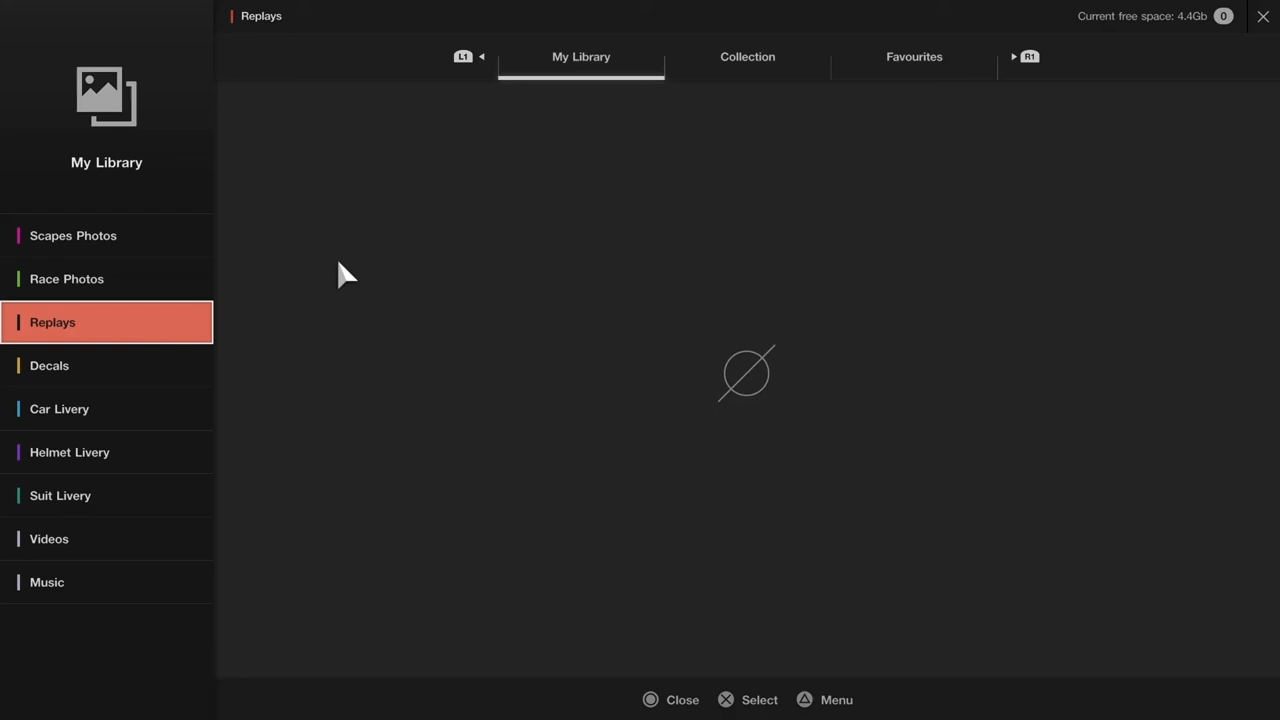 Replays
Current free space: 4.4Gb 0
L1 My Library Collection Favourites R1
My Library
Scapes Photos
Race Photos
Replays
Decals
Car Livery
Helmet Livery
Suit Livery
Videos
Music
Close Select Menu